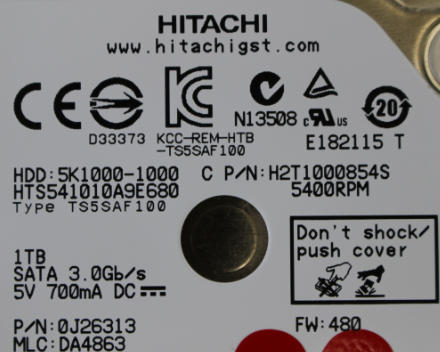 HITACHI
www.hitachigst.com
N13508 c US 20
D33373 KCC-REM-HTB
-TS5SAF100
E182115 T
HDD:5K1000-1000 C P/N:H2T1000854S
HTS541010A9E680 5400RPM
Type TS5SAF100
Don't shock/
push cover
1TB
SATA 3.0Gb/s
5V 700mA DC
P/N:0J26313 FW:480
MLC:DA4863